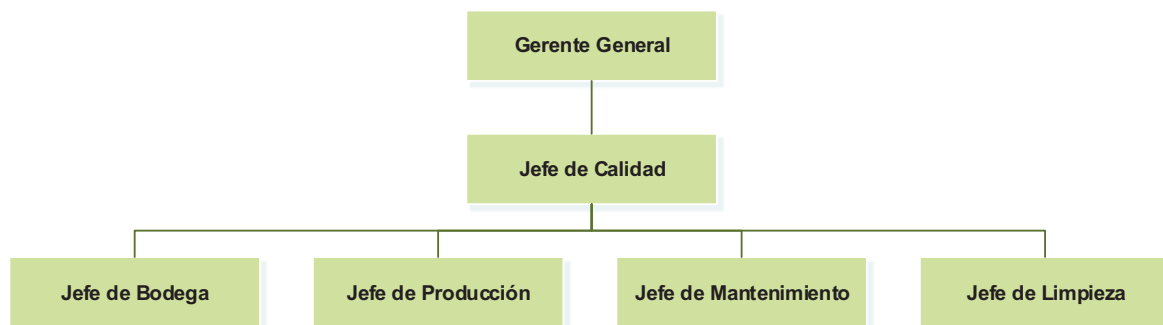 Gerente General
Jefe de Calidad
Jefe de Bodega
Jefe de Producción
Jefe de Mantenimiento
Jefe de Limpieza